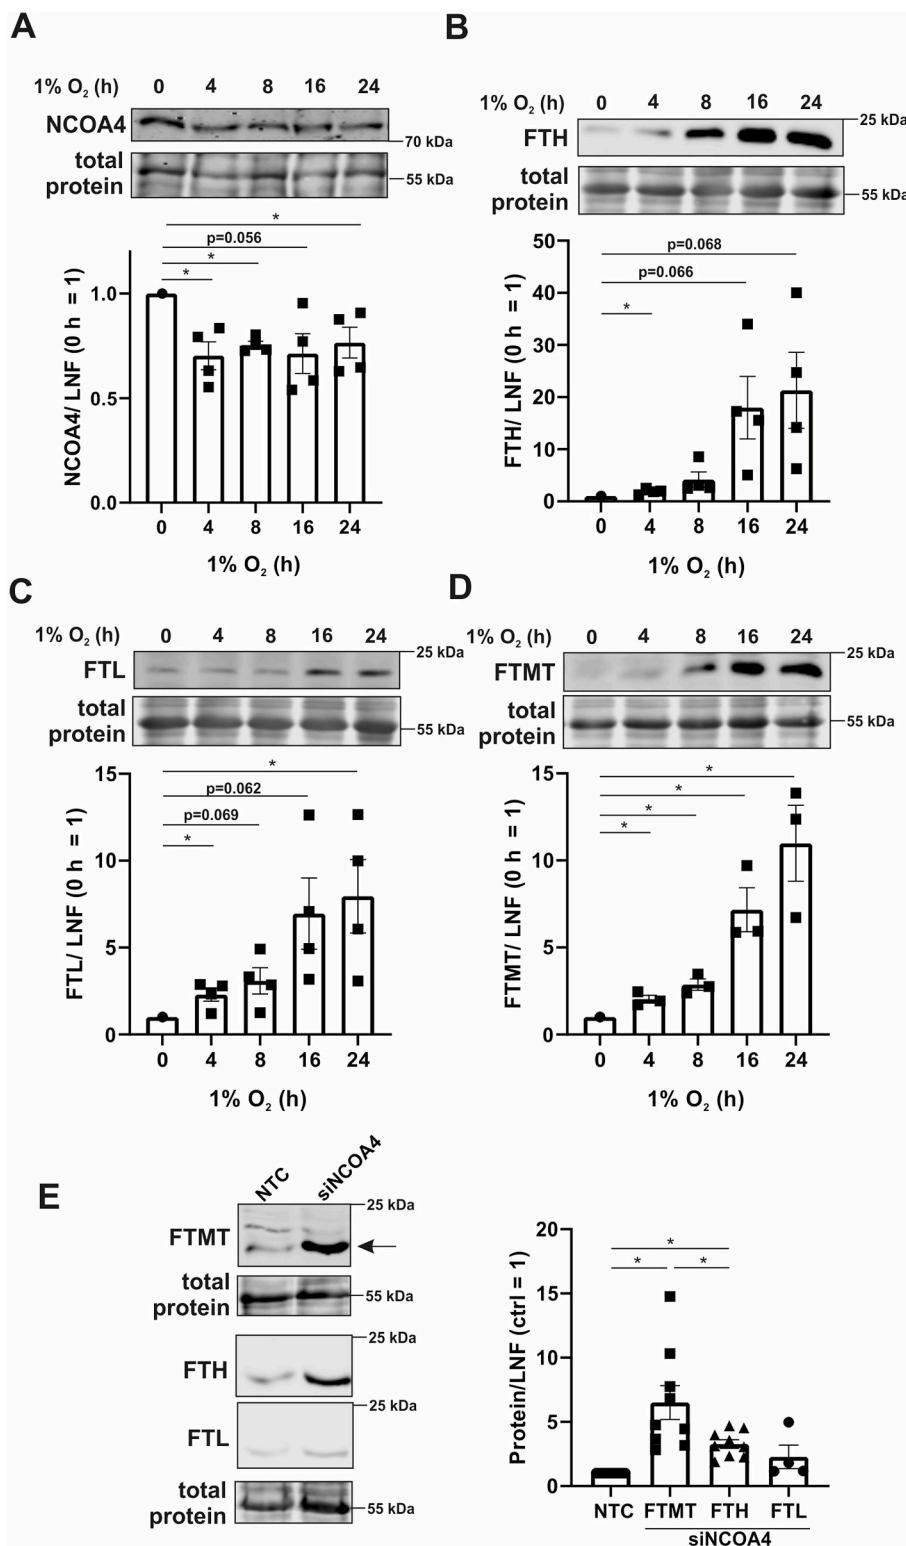 A
1% O2 (h) 0 4 8 16 24
NCOA4
70 kDa
total
protein
55 kDa
*
p=0.056
*
*
NCOA4/ LNF (0 h = 1)
1.0
0.5
0.0
0 4 8 16 24
1% O2 (h)
B
1% O2 (h) 0 4 8 16 24
25 kDa
FTH
total
protein
55 kDa
p=0.068
p=0.066
*
FTH/ LNF (0 h = 1)
50
40
30
20
10
0
0 4 8 16 24
1% O2 (h)
C
1% O2 (h) 0 4 8 16 24
25 kDa
FTL
total
protein
55 kDa
*
p=0.062
p=0.069
*
FTL/ LNF (0 h = 1)
15
10
5
0
0 4 8 16 24
1% O2 (h)
D
1% O2 (h) 0 4 8 16 24
25 kDa
FTMT
total
protein
55 kDa
*
*
*
*
FTMT/ LNF (0 h = 1)
15
10
5
0
0 4 8 16 24
1% O2 (h)
E
NTC siNCOA4
25 kDa
FTMT
total
protein
55 kDa
25 kDa
FTH
25 kDa
FTL
total
protein
55 kDa
*
* *
Protein/LNF (ctrl = 1)
20
15
10
5
0
NTC FTMT FTH FTL
siNCOA4